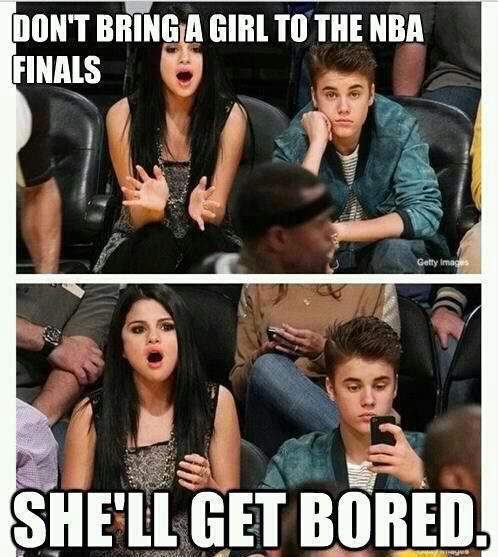 DON'T BRING A GIRL TO THE NBA
FINALS
Getty Images
SHE'LL GET BORED.